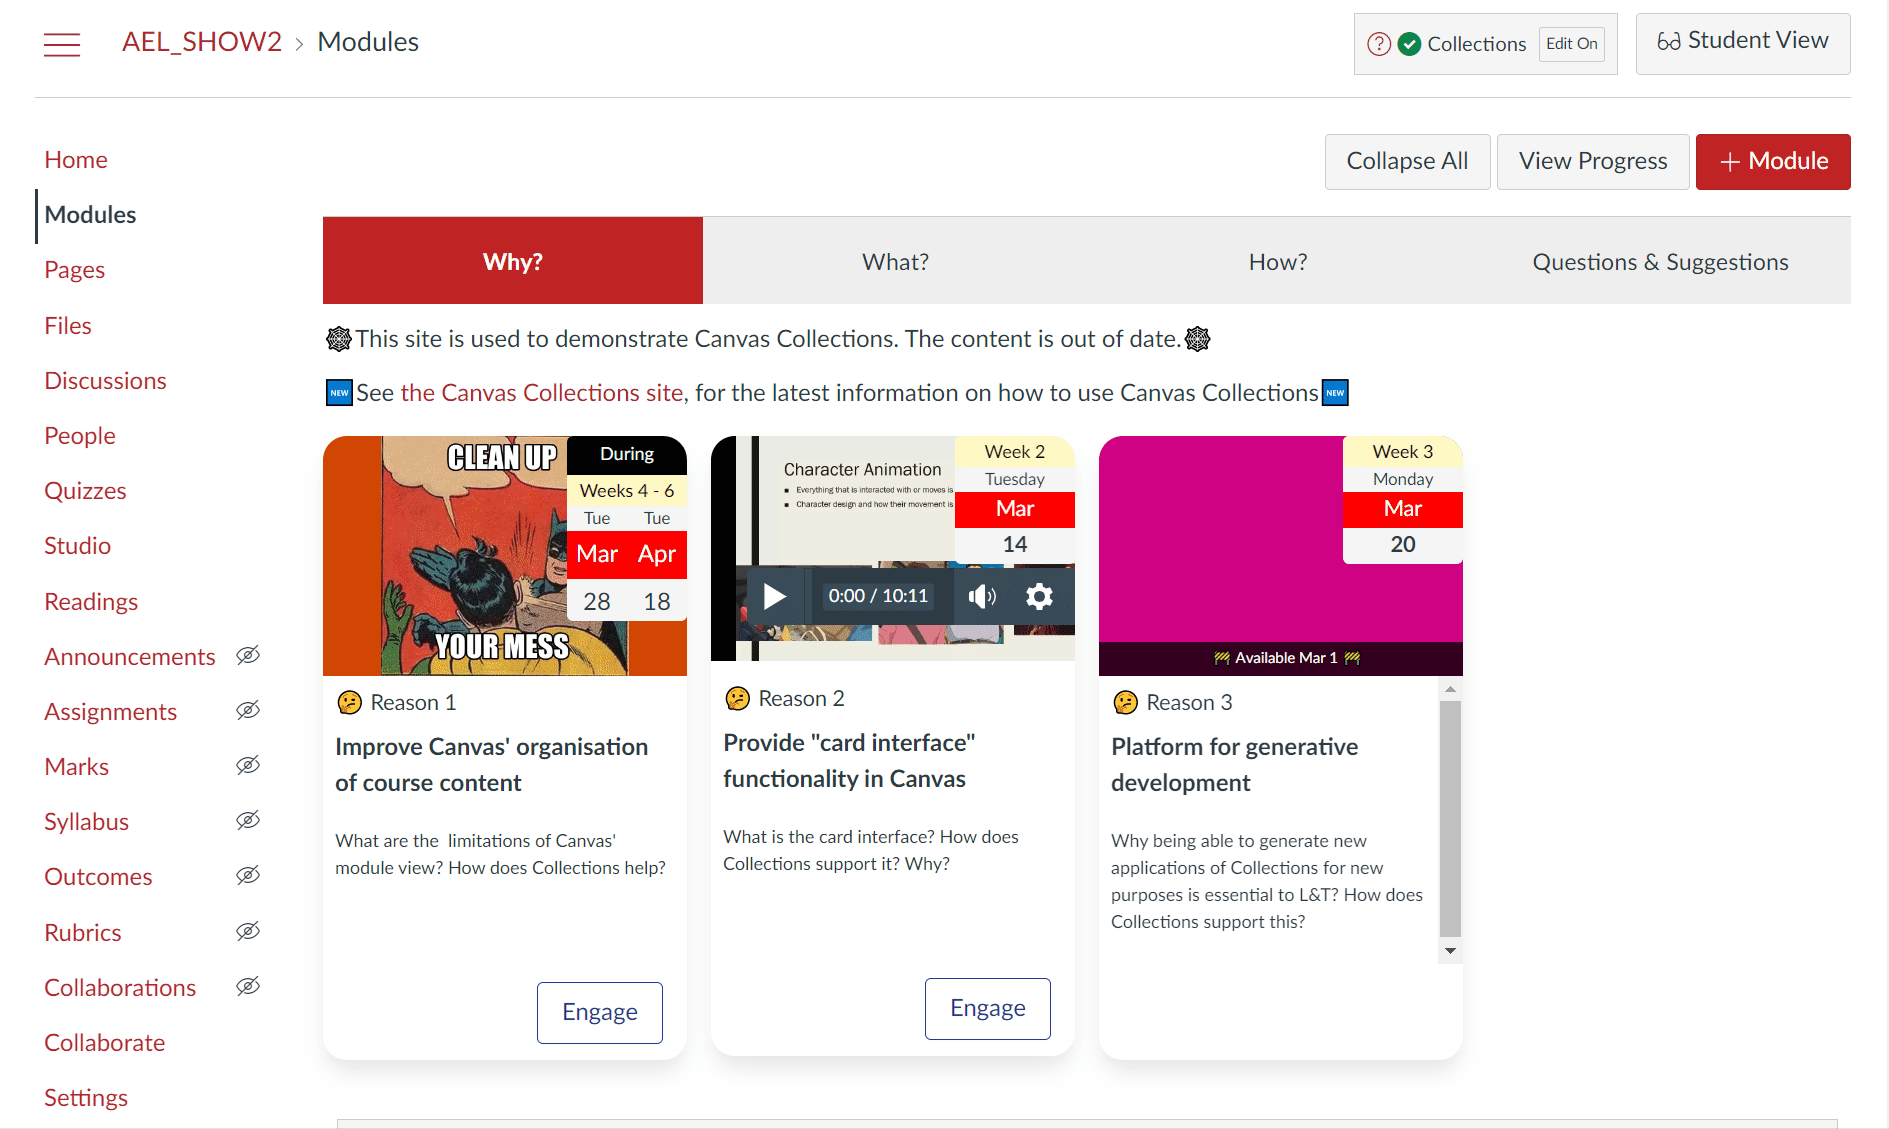 AEL_SHOW2 > Modules
Collections Edit On
Student View
Collapse All
View Progress
+ Module
Home
Modules
Pages
Files
Discussions
People
Quizzes
Studio
Readings
Announcements
Assignments
Marks
Syllabus
Outcomes
Rubrics
Collaborations
Collaborate
Settings
Why?
What?
How?
Questions & Suggestions
This site is used to demonstrate Canvas Collections. The content is out of date.
NEW See the Canvas Collections site, for the latest information on how to use Canvas Collections NEW
CLEAN UP
YOUR MESS
During
Weeks 4 - 6
Tue Tue
Mar Apr
28 18
Reason 1
Improve Canvas' organisation
of course content
What are the limitations of Canvas'
module view? How does Collections help?
Engage
Character Animation
Everything that is interacted with or moves is
Character design and how their movement is
Week 2
Tuesday
Mar
14
0:00 / 10:11
Reason 2
Provide "card interface"
functionality in Canvas
What is the card interface? How does
Collections support it? Why?
Engage
Week 3
Monday
Mar
20
Available Mar 1
Reason 3
Platform for generative
development
Why being able to generate new
applications of Collections for new
purposes is essential to L&T? How does
Collections support this?